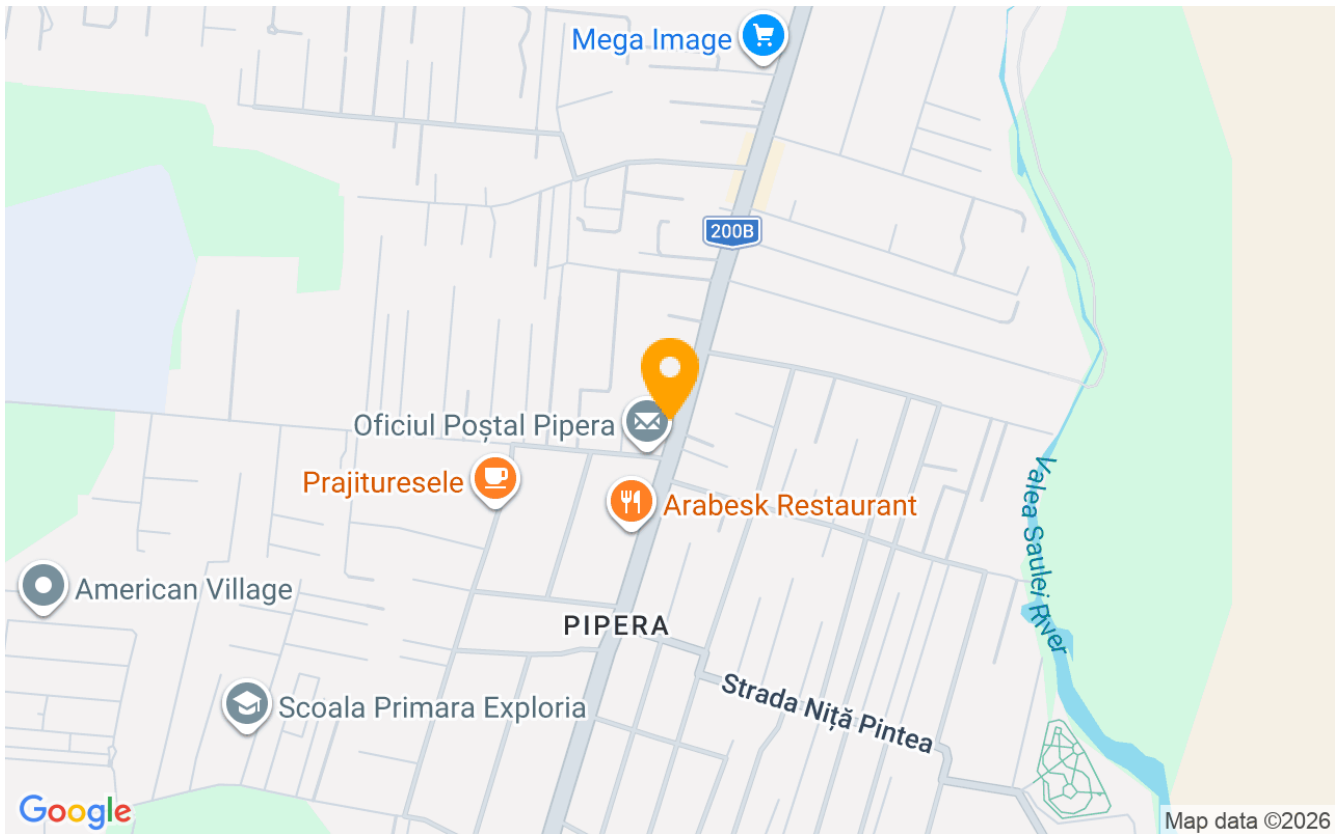 Mega Image
200B
Oficiul Poștal Pipera
Prajituresele
Arabesk Restaurant
Valea Saulei River
American Village
PIPERA
Scoala Primara Exploria
Strada Niță Pintea
Google
Map data ©2026